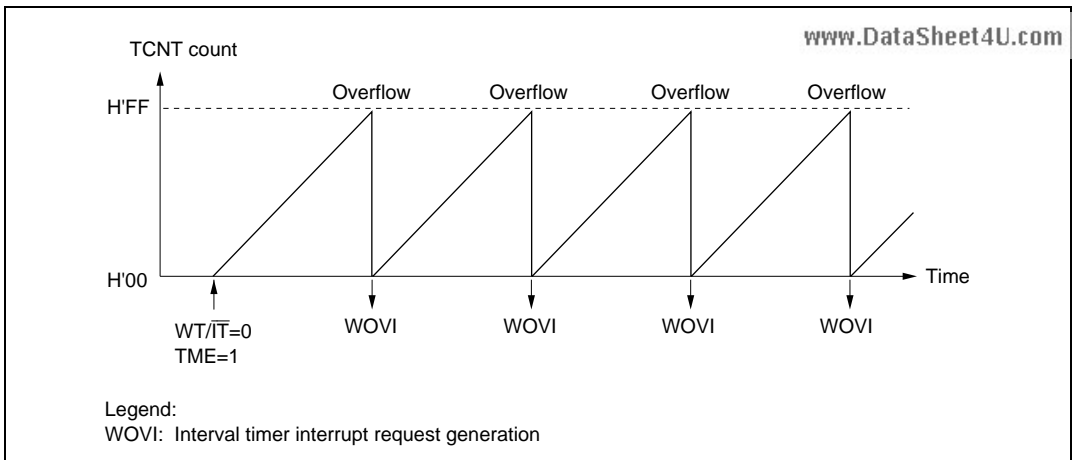 www.DataSheet4U.com
TCNT count
Overflow Overflow Overflow Overflow
H'FF
H'00
Time
WT/I̅T̅=0 WOVI WOVI WOVI WOVI
TME=1
Legend:
WOVI: Interval timer interrupt request generation